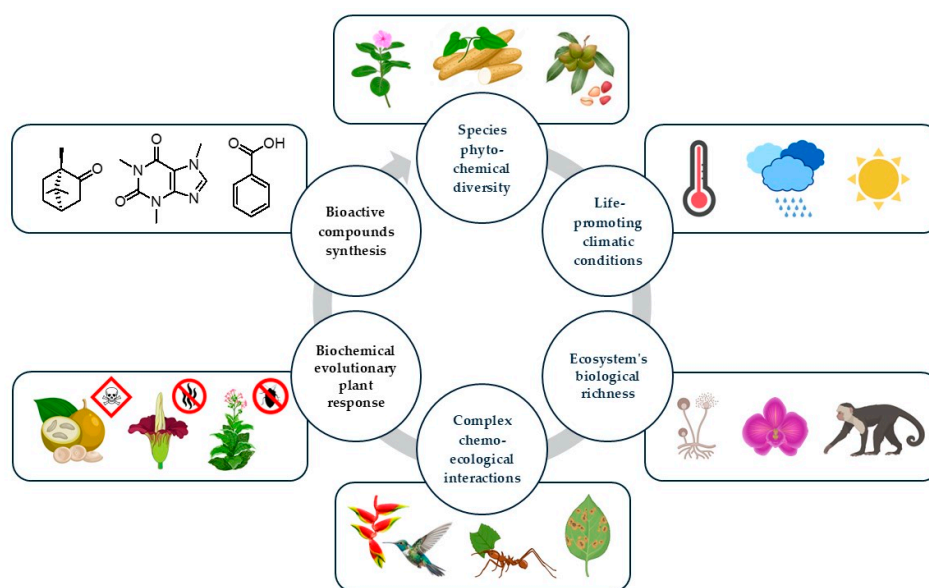 Species
phyto-
chemical
diversity
Life-
promoting
climatic
conditions
Ecosystem's
biological
richness
Complex
chemo-
ecological
interactions
Biochemical
evolutionary
plant
response
Bioactive
compounds
synthesis
O
O
N
N
O
N
N
O
OH